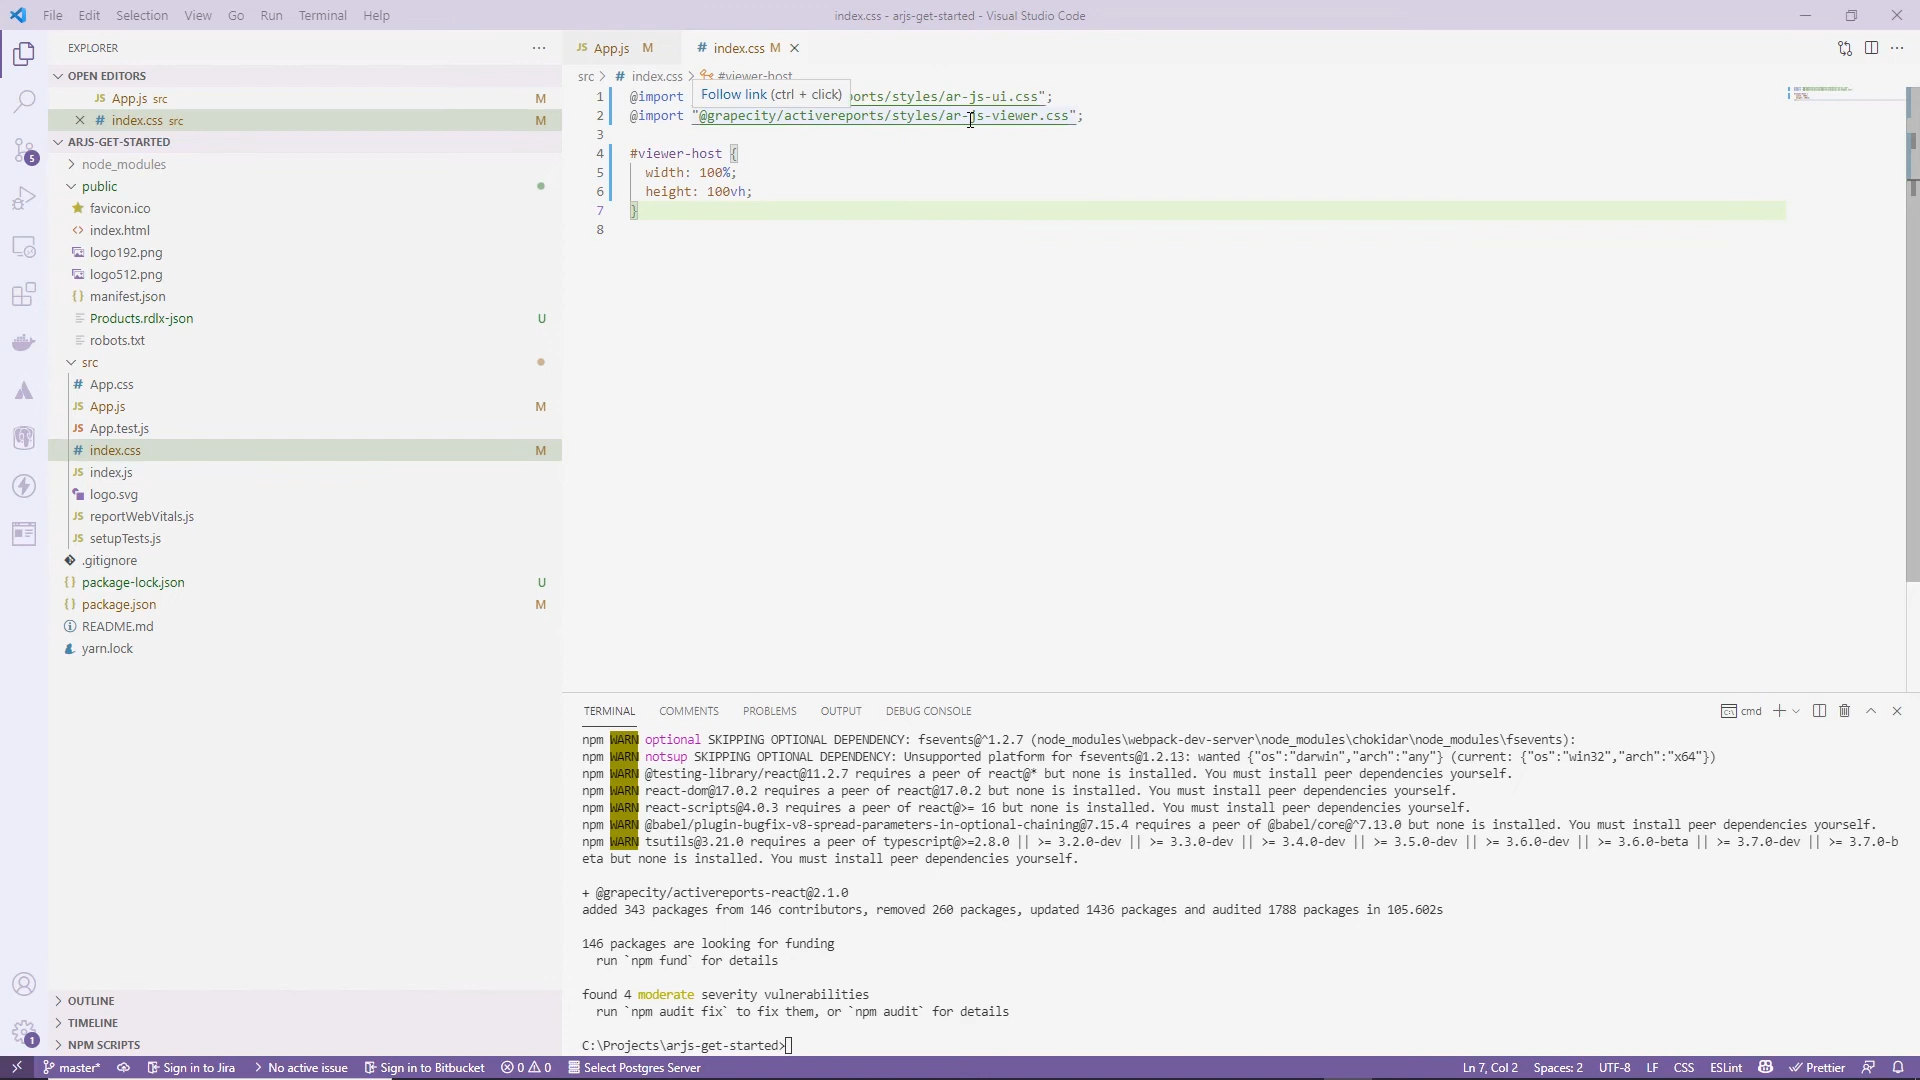 File Edit Selection View Go Run Terminal Help
index.css - arjs-get-started - Visual Studio Code
EXPLORER
OPEN EDITORS
JS App.js src M
# index.css src M
ARJS-GET-STARTED
node_modules
public
favicon.ico
<> index.html
logo192.png
logo512.png
{} manifest.json
Products.rdlx-json U
robots.txt
src
# App.css
JS App.js M
JS App.test.js
# index.css M
JS index.js
logo.svg
JS reportWebVitals.js
JS setupTests.js
.gitignore
{} package-lock.json U
{} package.json M
README.md
yarn.lock
OUTLINE
TIMELINE
NPM SCRIPTS
5
1
JS App.js M
# index.css M
src > # index.css > #viewer-host
Follow link (ctrl + click)
1 @import ports/styles/ar-js-ui.css";
2 @import "@grapecity/activereports/styles/ar-js-viewer.css";
3
4 #viewer-host {
5 width: 100%;
6 height: 100vh;
7 }
8
TERMINAL COMMENTS PROBLEMS OUTPUT DEBUG CONSOLE
cmd
npm WARN optional SKIPPING OPTIONAL DEPENDENCY: fsevents@^1.2.7 (node_modules\webpack-dev-server\node_modules\chokidar\node_modules\fsevents):
npm WARN notsup SKIPPING OPTIONAL DEPENDENCY: Unsupported platform for fsevents@1.2.13: wanted {"os":"darwin","arch":"any"} (current: {"os":"win32","arch":"x64"})
npm WARN @testing-library/react@11.2.7 requires a peer of react@* but none is installed. You must install peer dependencies yourself.
npm WARN react-dom@17.0.2 requires a peer of react@17.0.2 but none is installed. You must install peer dependencies yourself.
npm WARN react-scripts@4.0.3 requires a peer of react@>= 16 but none is installed. You must install peer dependencies yourself.
npm WARN @babel/plugin-bugfix-v8-spread-parameters-in-optional-chaining@7.15.4 requires a peer of @babel/core@^7.13.0 but none is installed. You must install peer dependencies yourself.
npm WARN tsutils@3.21.0 requires a peer of typescript@>=2.8.0 || >= 3.2.0-dev || >= 3.3.0-dev || >= 3.4.0-dev || >= 3.5.0-dev || >= 3.6.0-dev || >= 3.6.0-beta || >= 3.7.0-dev || >= 3.7.0-b
eta but none is installed. You must install peer dependencies yourself.
+ @grapecity/activereports-react@2.1.0
added 343 packages from 146 contributors, removed 260 packages, updated 1436 packages and audited 1788 packages in 105.602s
146 packages are looking for funding
run `npm fund` for details
found 4 moderate severity vulnerabilities
run `npm audit fix` to fix them, or `npm audit` for details
C:\Projects\arjs-get-started>
master* Sign in to Jira No active issue Sign in to Bitbucket 0 0 Select Postgres Server
Ln 7, Col 2 Spaces: 2 UTF-8 LF CSS ESLint Prettier